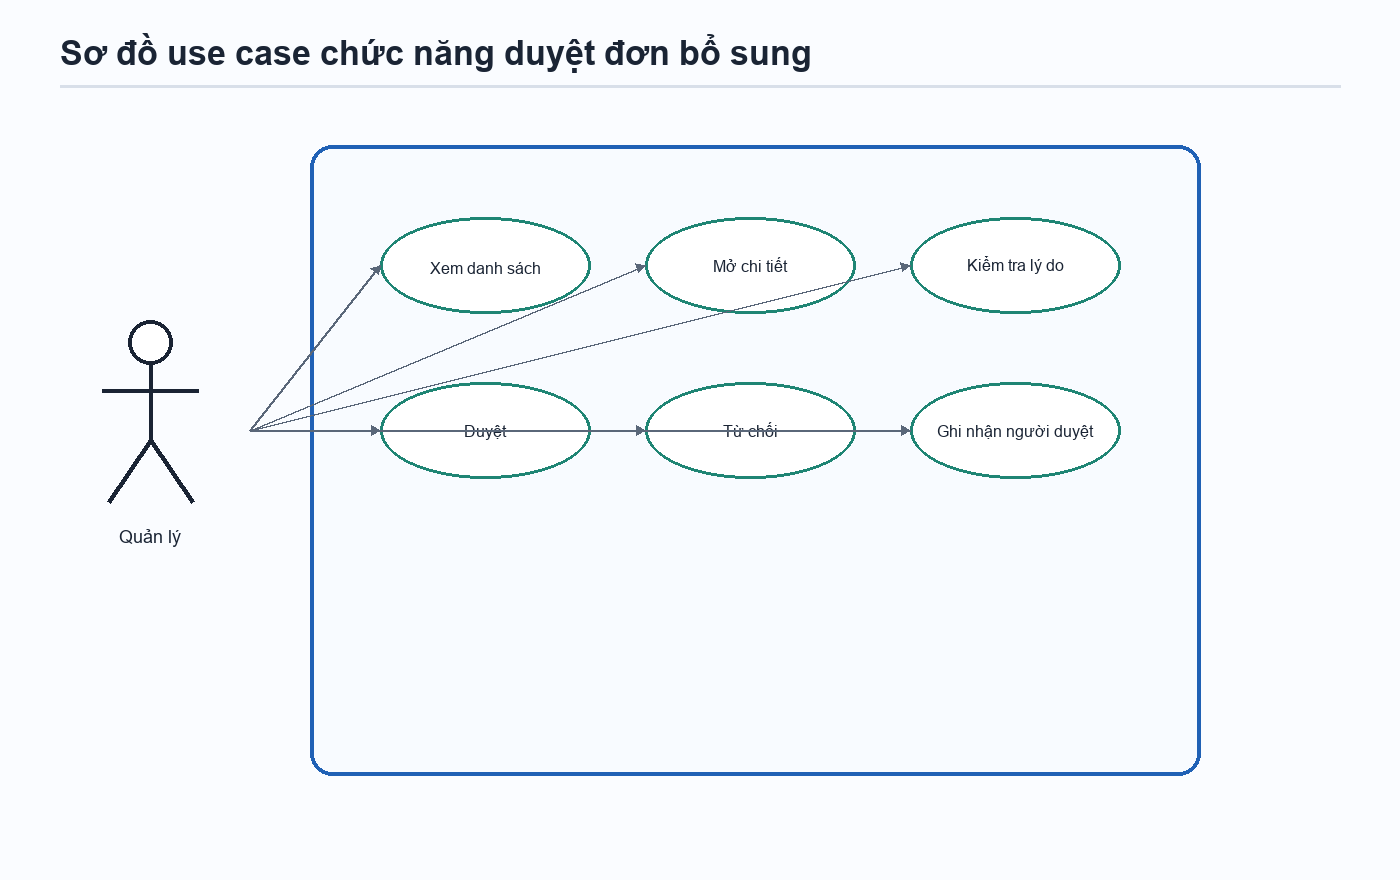 Sơ đồ use case chức năng duyệt đơn bổ sung
Xem danh sách
Mở chi tiết
Kiểm tra lý do
Duyệt
Từ chối
Ghi nhận người duyệt
Quản lý